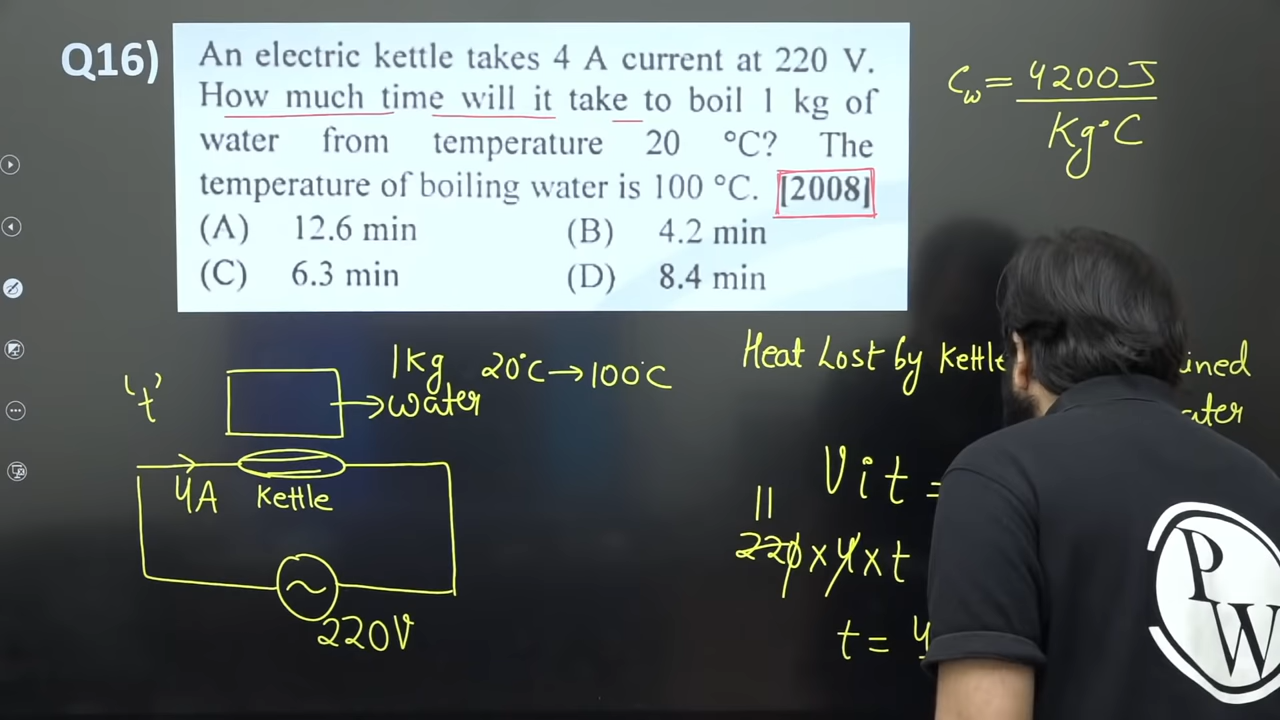 Q16)
An electric kettle takes 4 A current at 220 V.
How much time will it take to boil 1 kg of
water from temperature 20 °C? The
temperature of boiling water is 100 °C. [2008]
(A) 12.6 min (B) 4.2 min
(C) 6.3 min (D) 8.4 min
C_w = 4200J
Kg°C
't'
1Kg 20°C → 100°C
water
4A Kettle
220V
Heat Lost by Kettle
Vit =
11
220 x 4 x t
t = 4
PW